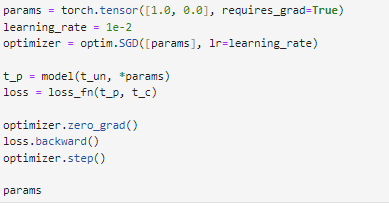 params = torch.tensor([1.0, 0.0], requires_grad=True)
learning_rate = 1e-2
optimizer = optim.SGD([params], lr=learning_rate)
t_p = model(t_un, *params)
loss = loss_fn(t_p, t_c)
optimizer.zero_grad()
loss.backward()
optimizer.step()
params